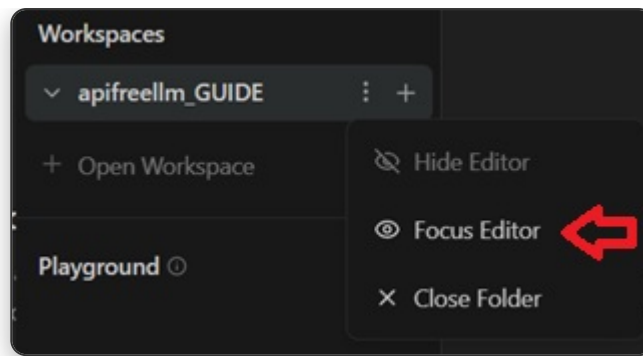 Workspaces
apifreellm_GUIDE
+ Open Workspace
Hide Editor
Focus Editor
Playground
Close Folder